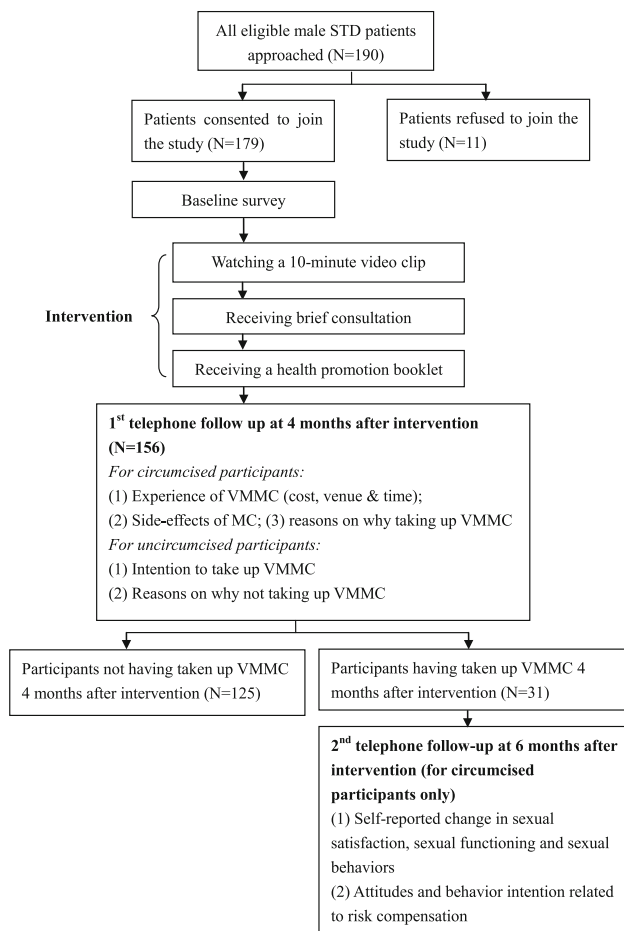 All eligible male STD patients
approached (N=190)
Patients consented to join
the study (N=179)
Patients refused to join the
study (N=11)
Baseline survey
Intervention
Watching a 10-minute video clip
Receiving brief consultation
Receiving a health promotion booklet
1st telephone follow up at 4 months after intervention
(N=156)
For circumcised participants:
(1) Experience of VMMC (cost, venue & time);
(2) Side-effects of MC; (3) reasons on why taking up VMMC
For uncircumcised participants:
(1) Intention to take up VMMC
(2) Reasons on why not taking up VMMC
Participants not having taken up VMMC
4 months after intervention (N=125)
Participants having taken up VMMC 4
months after intervention (N=31)
2nd telephone follow-up at 6 months after
intervention (for circumcised
participants only)
(1) Self-reported change in sexual
satisfaction, sexual functioning and sexual
behaviors
(2) Attitudes and behavior intention related
to risk compensation